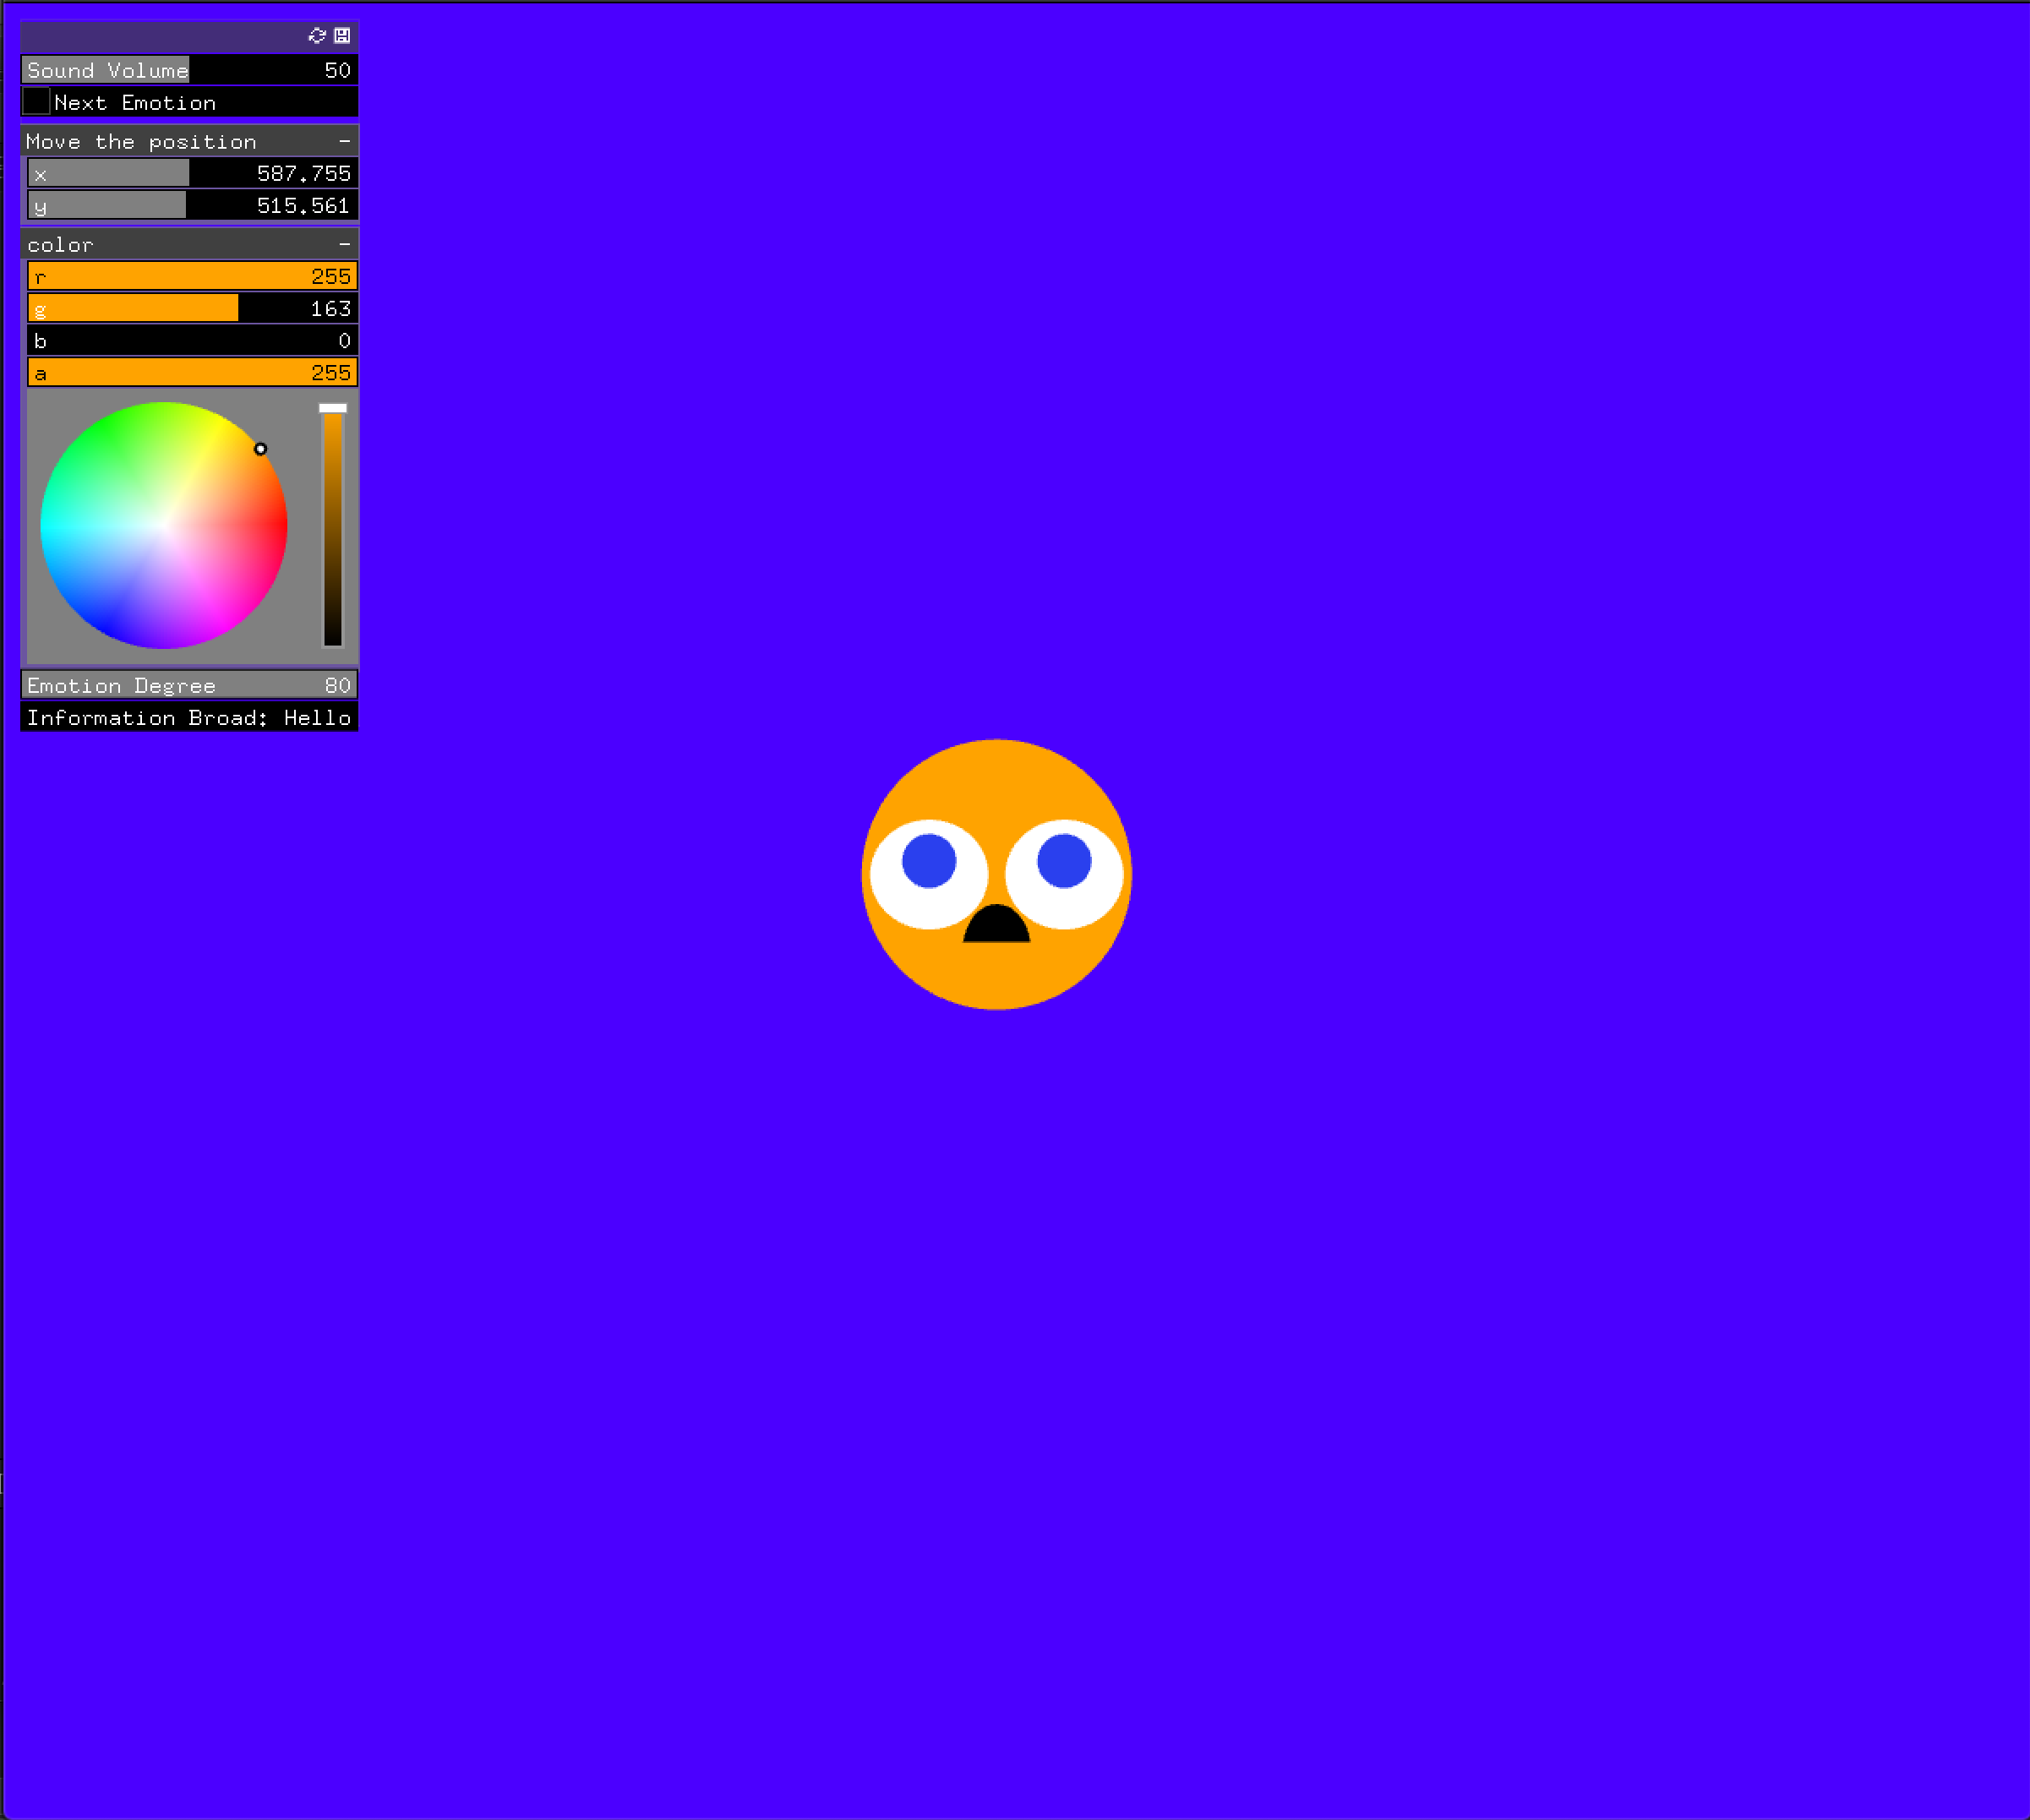 Sound Volume 50
Next Emotion
Move the position -
x 587.755
y 515.561
color -
r 255
g 163
b 0
a 255
Emotion Degree 80
Information Broad: Hello